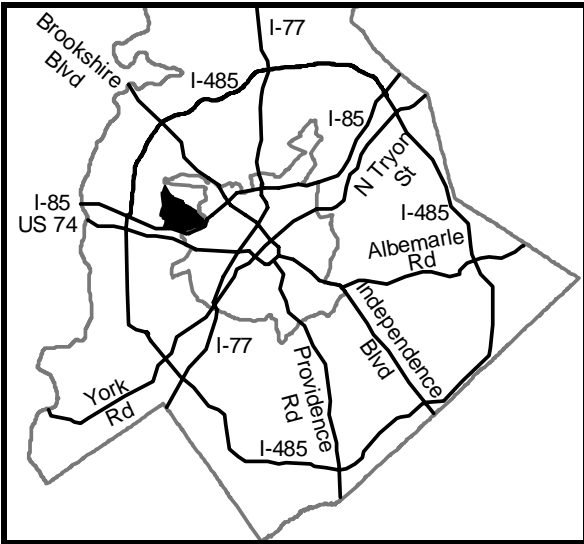 I-77
Brookshire
Blvd
I-485
I-85
N Tryon
St
I-85
US 74
I-485
Albemarle
Rd
Independence
Blvd
I-77
Providence
Rd
York
Rd
I-485